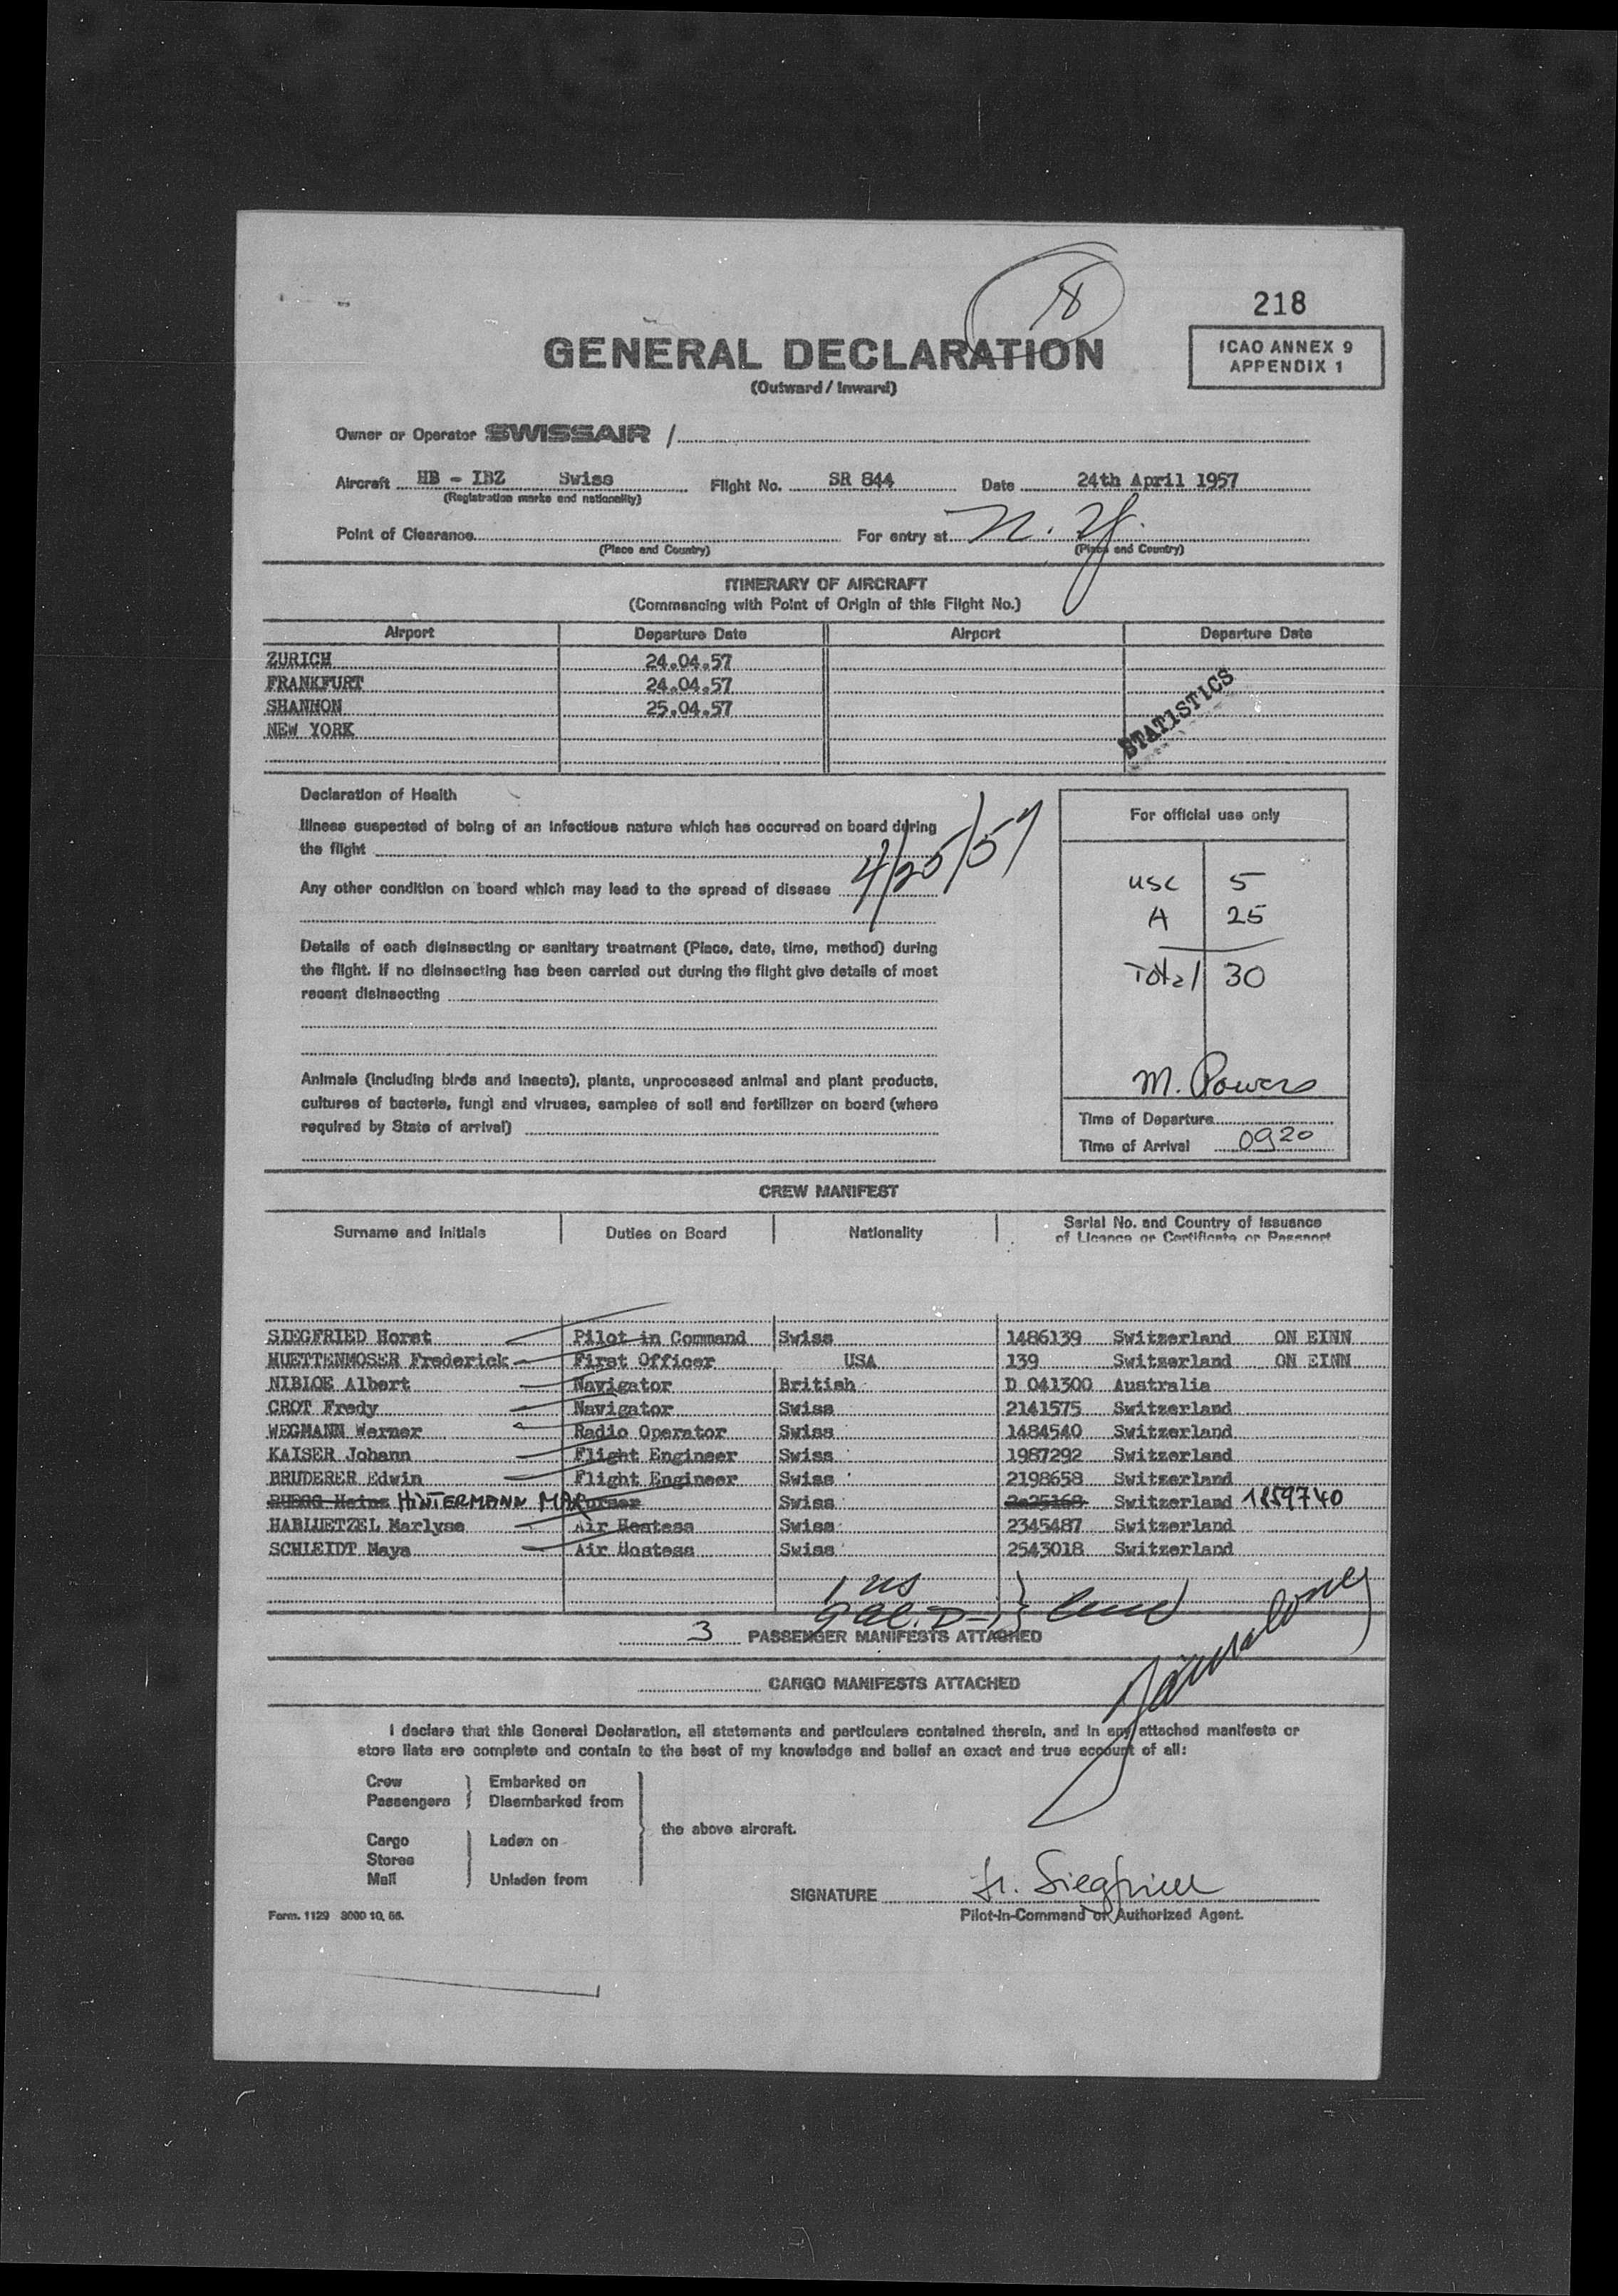 8
218
GENERAL DECLARATION
(Outward / Inward)
ICAO ANNEX 9
APPENDIX 1
Owner or Operator SWISSAIR /
Aircraft HB - IBZ Swiss Flight No. SR 844 Date 24th April 1957
(Registration marks and nationality)
Point of Clearance For entry at N. Y.
(Place and Country) (Place and Country)
ITINERARY OF AIRCRAFT
(Commencing with Point of Origin of this Flight No.)
Airport Departure Date Airport Departure Date
ZURICH 24.04.57
FRANKFURT 24.04.57
SHANNON 25.04.57
NEW YORK
STATISTICS
Declaration of Health
Illness suspected of being of an infectious nature which has occurred on board during
the flight
4/25/57
Any other condition on board which may lead to the spread of disease
Details of each disinsecting or sanitary treatment (Place, date, time, method) during
the flight. If no disinsecting has been carried out during the flight give details of most
recent disinsecting
Animals (including birds and insects), plants, unprocessed animal and plant products,
cultures of bacteria, fungi and viruses, samples of soil and fertilizer on board (where
required by State of arrival)
For official use only
USC 5
A 25
Total 30
M. Powers
Time of Departure
Time of Arrival 0920
CREW MANIFEST
Surname and Initials Duties on Board Nationality Serial No. and Country of Issuance
of Licence or Certificate or Passport
SIEGFRIED Horst Pilot in Command Swiss 1486139 Switzerland ON EINN
MUETTENMOSER Frederick First Officer USA 139 Switzerland ON EINN
NIBLOE Albert Navigator British D 041300 Australia
CROT Fredy Navigator Swiss 2141575 Switzerland
WEGMANN Werner Radio Operator Swiss 1484540 Switzerland
KAISER Johann Flight Engineer Swiss 1987292 Switzerland
BRUDERER Edwin Flight Engineer Swiss 2198658 Switzerland
RUEGG Heinz HINTERMANN MAX Purser Swiss Switzerland 1859740
HABLUETZEL Marlyse Air Hostess Swiss 2345487 Switzerland
SCHLEIDT Maya Air Hostess Swiss 2543018 Switzerland
1 US
3 PASSENGER MANIFESTS ATTACHED
CARGO MANIFESTS ATTACHED
I declare that this General Declaration, all statements and particulars contained therein, and in any attached manifests or
store lists are complete and contain to the best of my knowledge and belief an exact and true account of all:
Crew Embarked on
Passengers Disembarked from
the above aircraft.
Cargo Laden on
Stores
Mail Unladen from
SIGNATURE H. Siegfried
Pilot-in-Command or Authorized Agent.
Form. 1129 3000 10, 56.